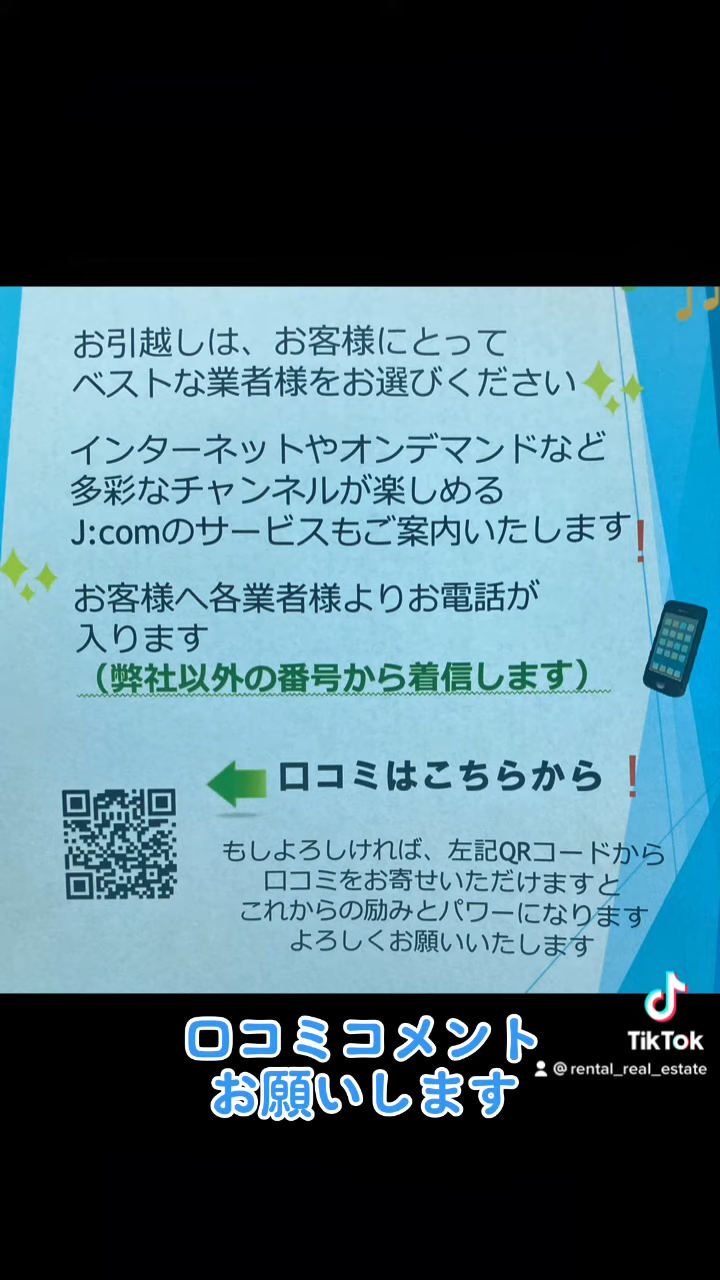 お引越しは、お客様にとって
ベストな業者様をお選びください
インターネットやオンデマンドなど
多彩なチャンネルが楽しめる
J:comのサービスもご案内いたします❗
お客様へ各業者様よりお電話が
入ります
（弊社以外の番号から着信します）
口コミはこちらから❗
もしよろしければ、左記QRコードから
口コミをお寄せいただけますと
これからの励みとパワーになります
よろしくお願いいたします
口コミコメント
お願いします
TikTok
@rental_real_estate